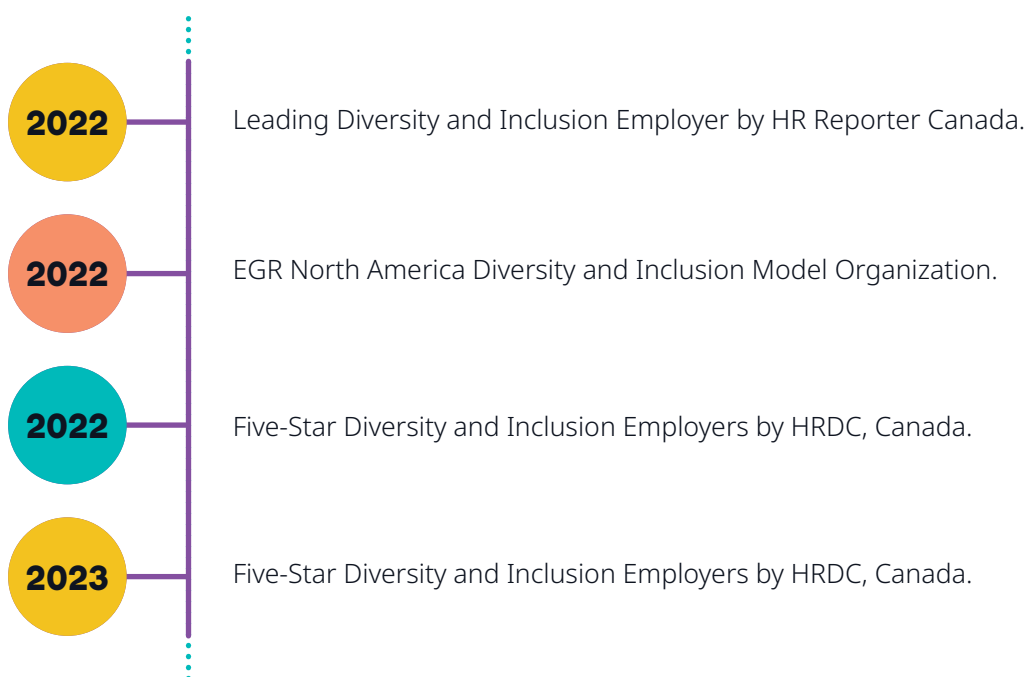 2022
Leading Diversity and Inclusion Employer by HR Reporter Canada.
2022
EGR North America Diversity and Inclusion Model Organization.
2022
Five-Star Diversity and Inclusion Employers by HRDC, Canada.
2023
Five-Star Diversity and Inclusion Employers by HRDC, Canada.